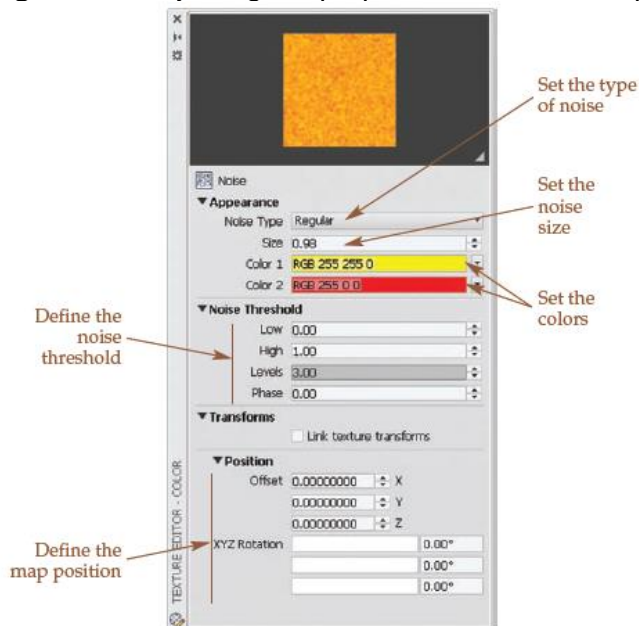 Set the type
of noise
Noise
Appearance
Set the
noise
size
Noise Type Regular
Size 0.98
Color 1 RGB 255 255 0
Color 2 RGB 255 0 0
Set the
colors
Noise Threshold
Define the
noise
threshold
Low 0.00
High 1.00
Levels 3.00
Phase 0.00
Transforms
Link texture transforms
Position
Offset 0.00000000 X
0.00000000 Y
0.00000000 Z
Define the
map position
XYZ Rotation 0.00°
0.00°
0.00°
TEXTURE EDITOR - COLOR